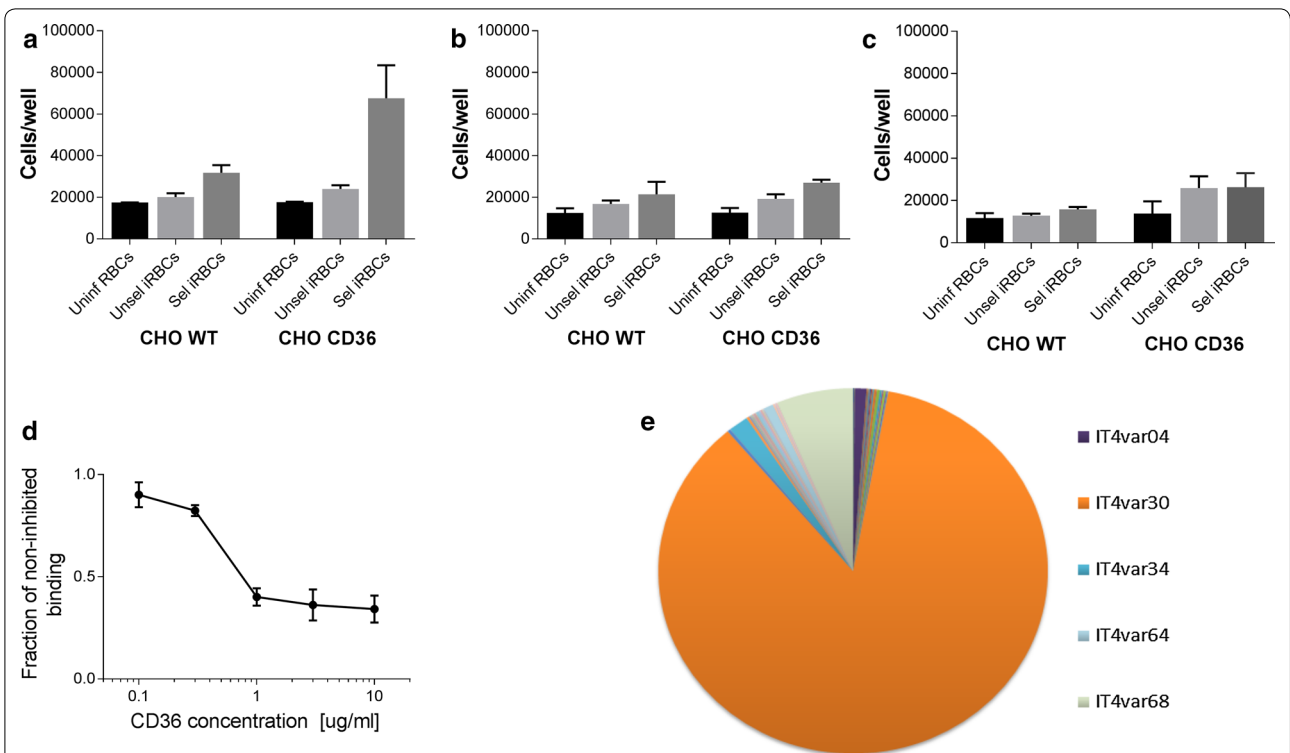 a
100000
80000
60000
40000
20000
0
Cells/well
Uninf RBCs
Unsel iRBCs
Sel iRBCs
Uninf RBCs
Unsel iRBCs
Sel iRBCs
CHO WT
CHO CD36
b
100000
80000
60000
40000
20000
0
Cells/well
Uninf RBCs
Unsel iRBCs
Sel iRBCs
Uninf RBCs
Unsel iRBCs
Sel iRBCs
CHO WT
CHO CD36
c
100000
80000
60000
40000
20000
0
Cells/well
Uninf RBCs
Unsel iRBCs
Sel iRBCs
Uninf RBCs
Unsel iRBCs
Sel iRBCs
CHO WT
CHO CD36
d
1.0
0.5
0.0
Fraction of non-inhibited
binding
0.1
1
10
CD36 concentration [ug/ml]
e
IT4var04
IT4var30
IT4var34
IT4var64
IT4var68